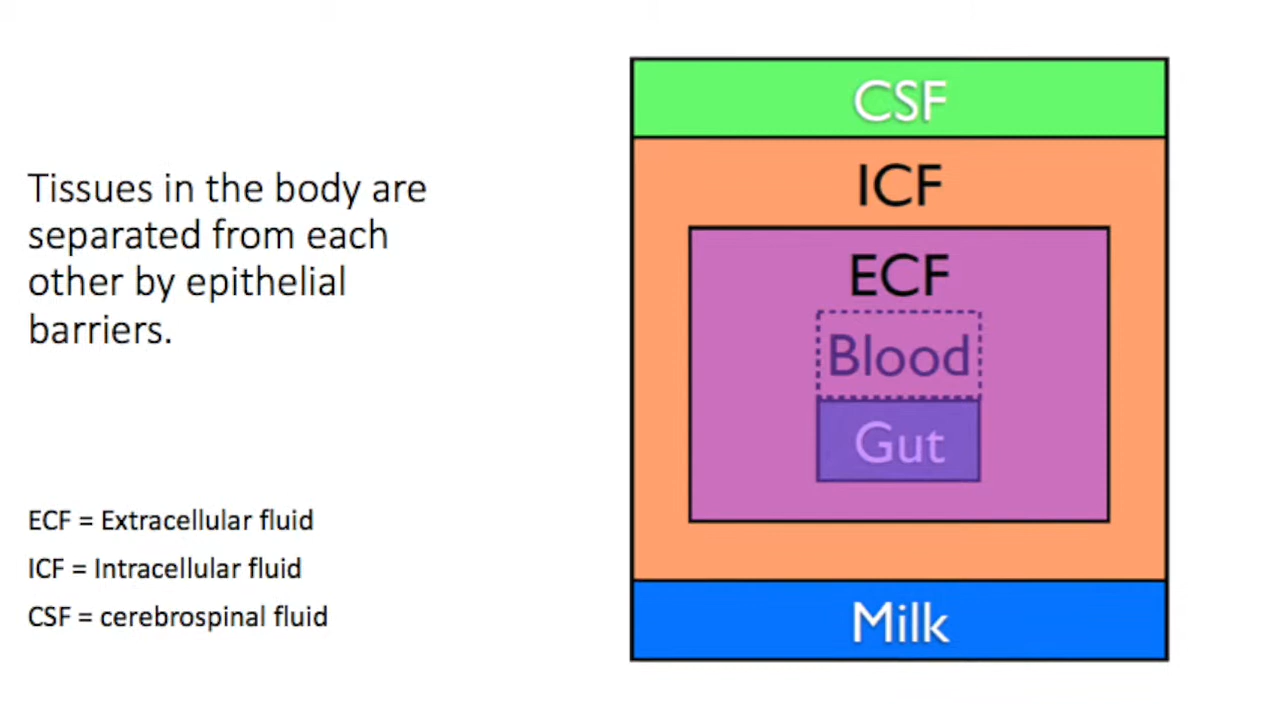 Tissues in the body are
separated from each
other by epithelial
barriers.
ECF = Extracellular fluid
ICF = Intracellular fluid
CSF = cerebrospinal fluid
CSF
ICF
ECF
Blood
Gut
Milk